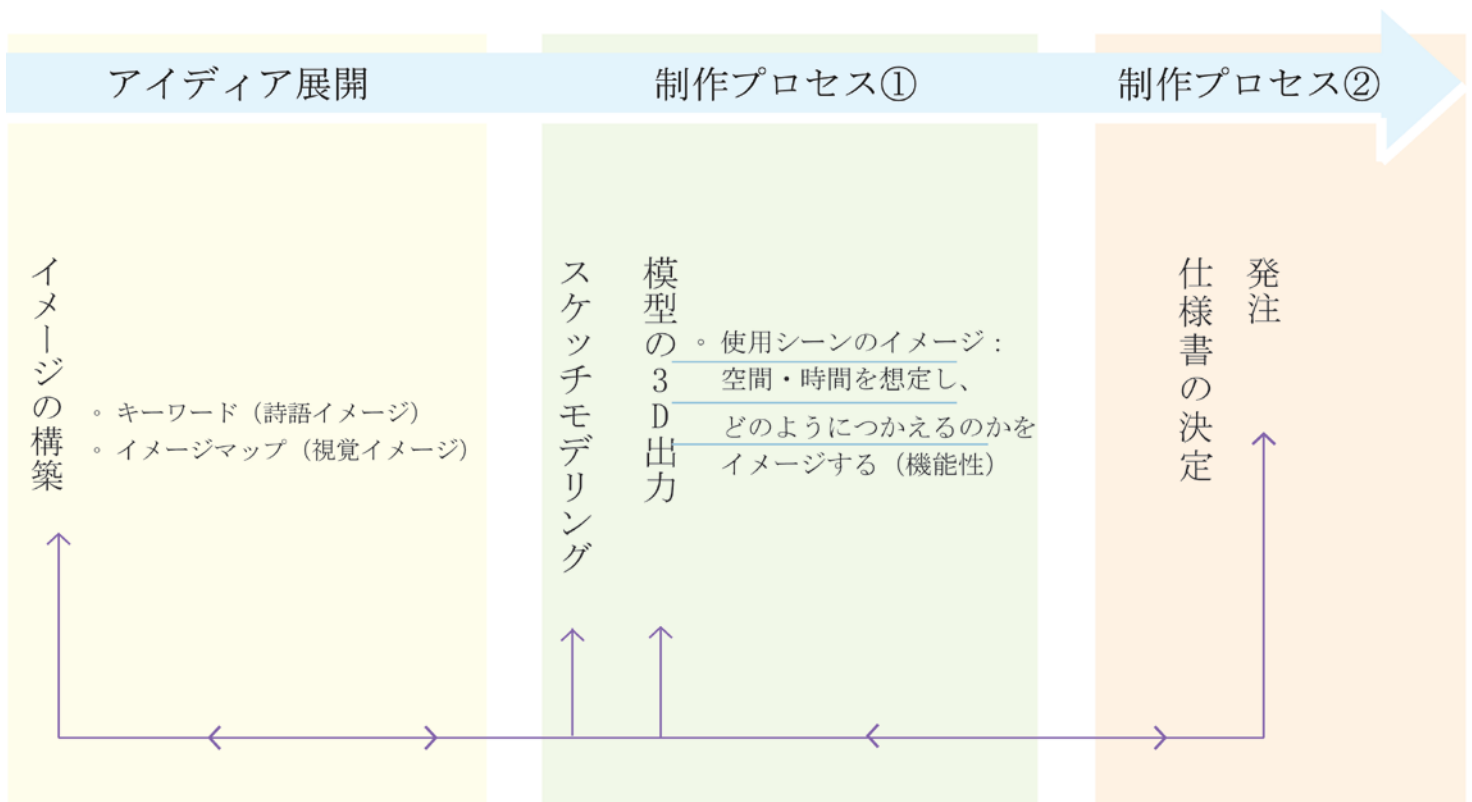 アイディア展開
制作プロセス①
制作プロセス②
イメージの構築
◦ キーワード（詩語イメージ）
◦ イメージマップ（視覚イメージ）
スケッチモデリング
模型の３D出力
◦ 使用シーンのイメージ：
空間・時間を想定し、
どのようにつかえるのかを
イメージする（機能性）
仕様書の決定
発注